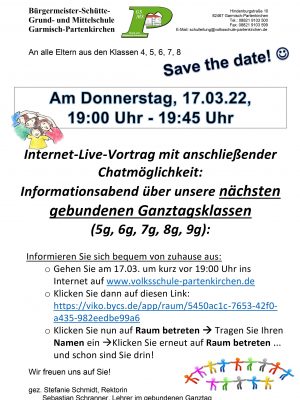 Bürgermeister-Schütte-
Grund- und Mittelschule
Garmisch-Partenkirchen
Hindenburgstraße 10
82467 Garmisch-Partenkirchen
Tel.: 08821 9103 500
Fax.: 08821 9103 599
E-Mail: schulleitung@volksschule-partenkirchen.de
An alle Eltern aus den Klassen 4, 5, 6, 7, 8
Save the date! 😊
Am Donnerstag, 17.03.22,
19:00 Uhr - 19:45 Uhr
Internet-Live-Vortrag mit anschließender
Chatmöglichkeit:
Informationsabend über unsere nächsten
gebundenen Ganztagsklassen
(5g, 6g, 7g, 8g, 9g):
Informieren Sie sich bequem von zuhause aus:
o Gehen Sie am 17.03. um kurz vor 19:00 Uhr ins
Internet auf www.volksschule-partenkirchen.de
o Klicken Sie dann auf diesen Link:
https://viko.bycs.de/app/raum/5450ac1c-7653-42f0-
a435-982eedbe99a6
o Klicken Sie nun auf Raum betreten → Tragen Sie Ihren
Namen ein →Klicken Sie erneut auf Raum betreten ...
und schon sind Sie drin!
Wir freuen uns auf Sie!
gez. Stefanie Schmidt, Rektorin
Sebastian Schranner, Lehrer im gebundenen Ganztag